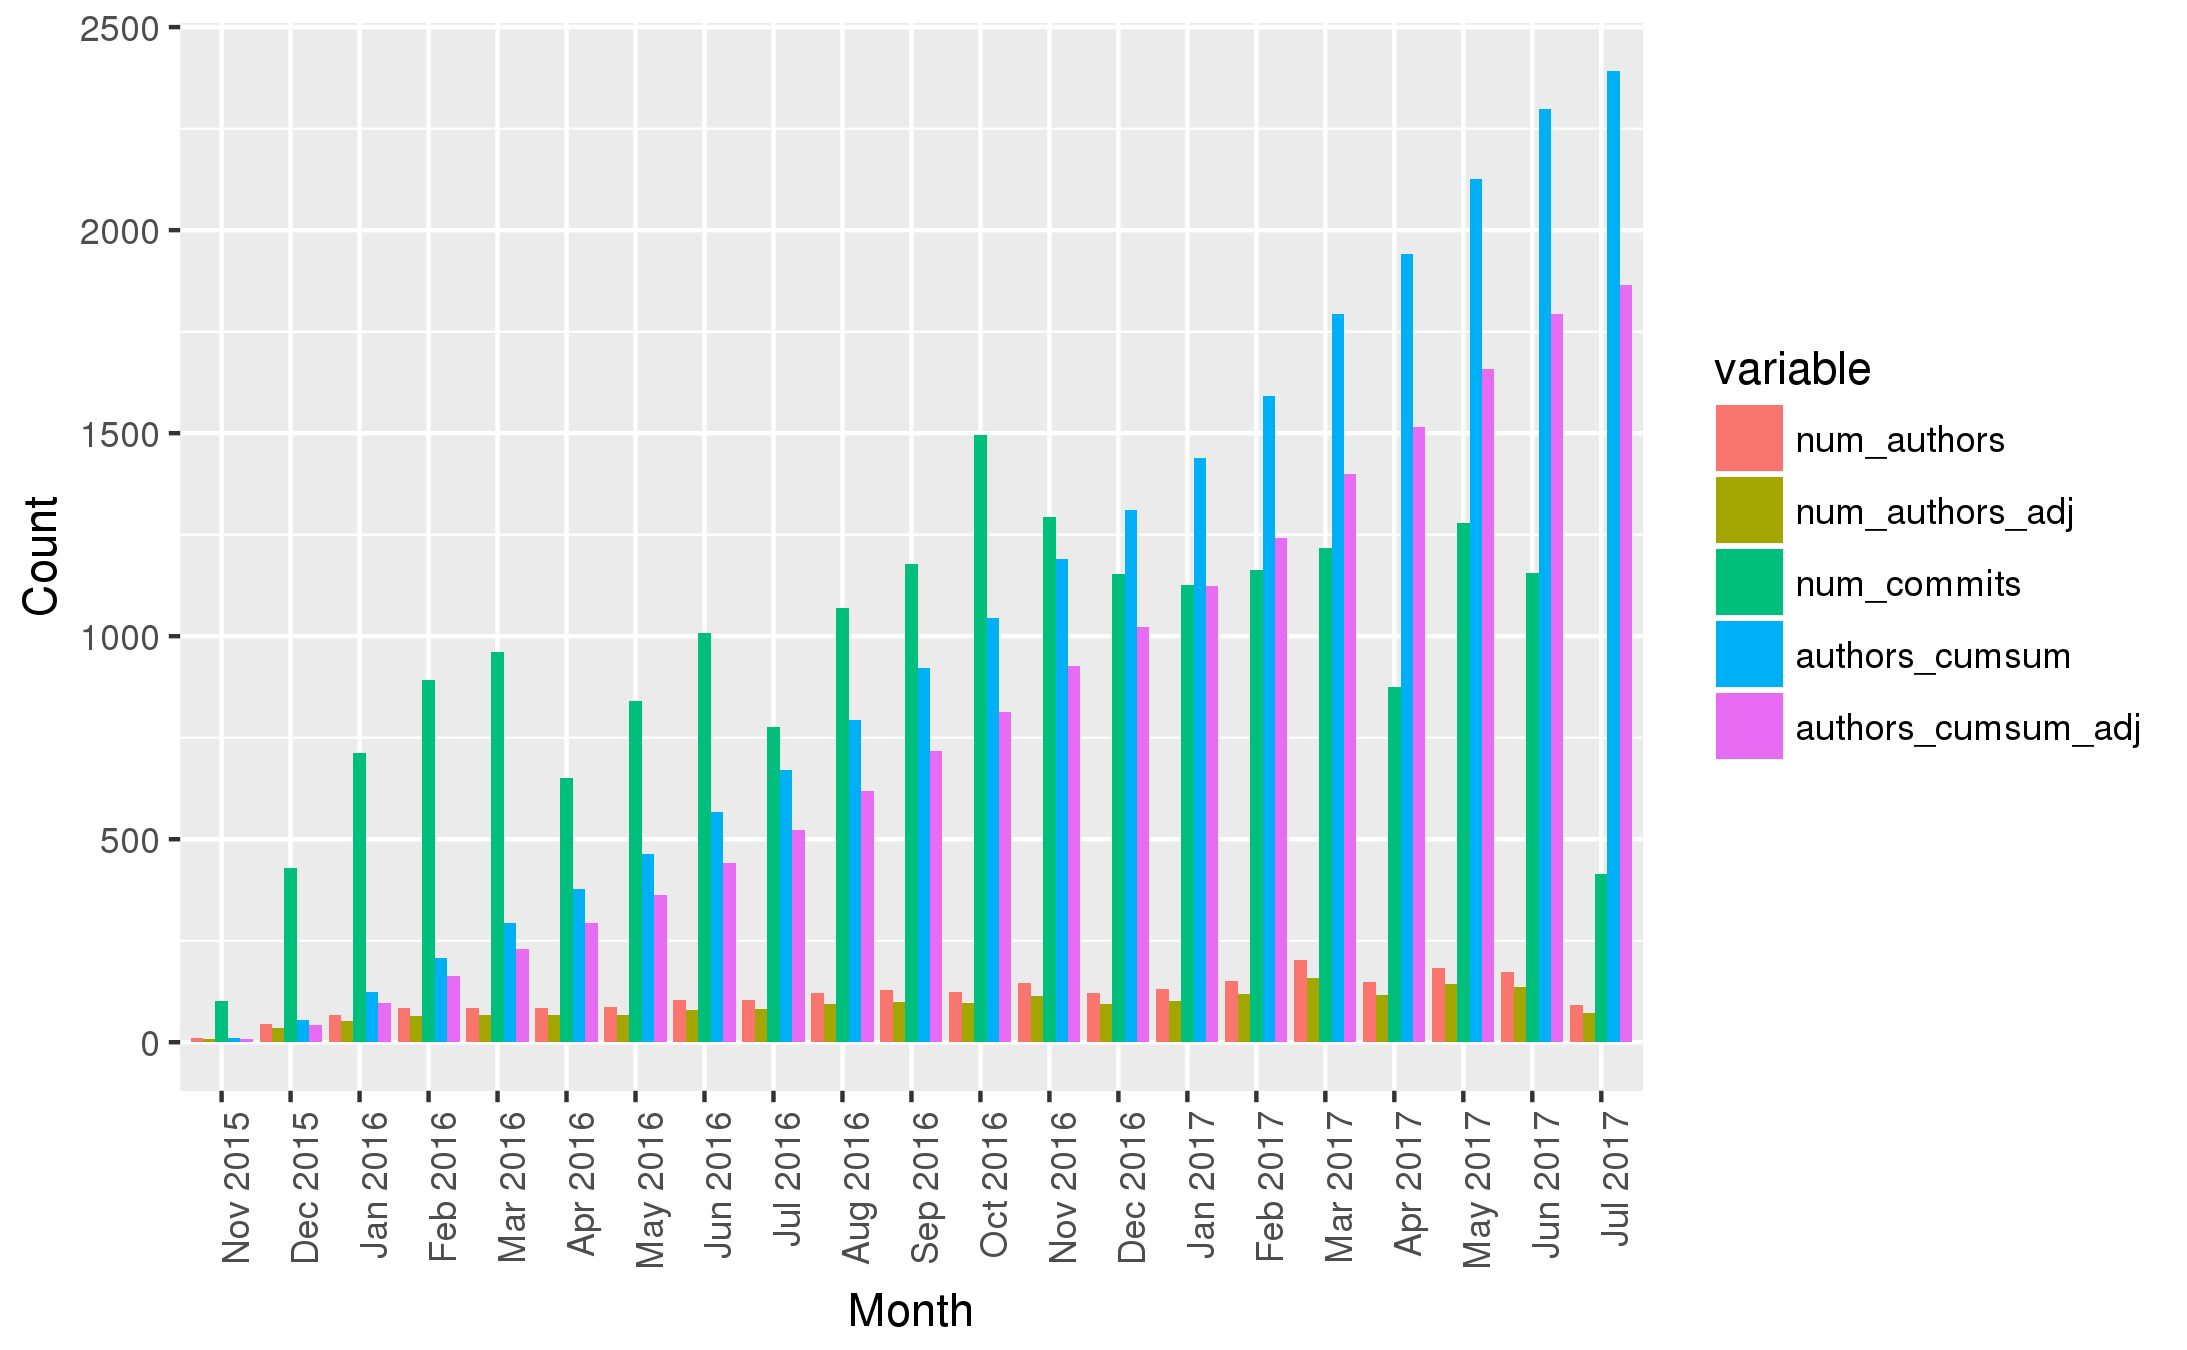 2500
2000
1500
1000
500
0
Count
Nov 2015
Dec 2015
Jan 2016
Feb 2016
Mar 2016
Apr 2016
May 2016
Jun 2016
Jul 2016
Aug 2016
Sep 2016
Oct 2016
Nov 2016
Dec 2016
Jan 2017
Feb 2017
Mar 2017
Apr 2017
May 2017
Jun 2017
Jul 2017
Month
variable
num_authors
num_authors_adj
num_commits
authors_cumsum
authors_cumsum_adj